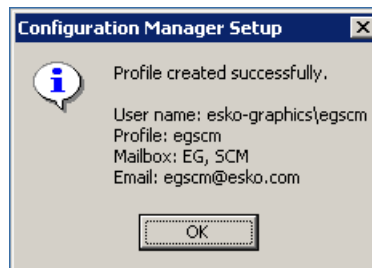 Configuration Manager Setup
Profile created successfully.
User name: esko-graphics\egscm
Profile: egscm
Mailbox: EG, SCM
Email: egscm@esko.com
OK